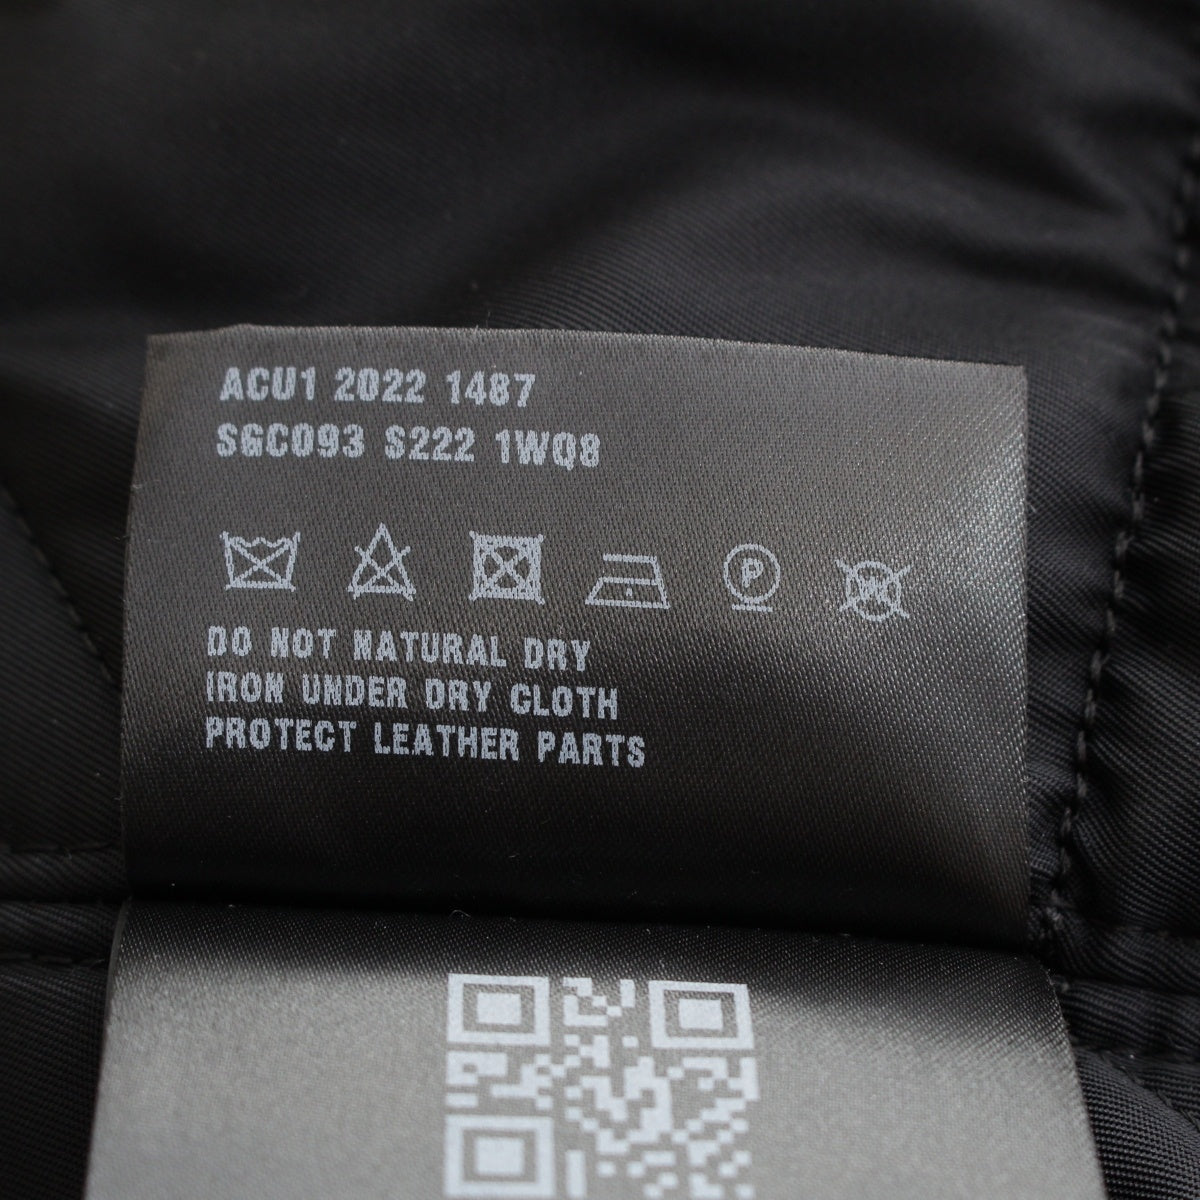 ACU1 2022 1487
SGC093 S222 1WQ8
P W
DO NOT NATURAL DRY
IRON UNDER DRY CLOTH
PROTECT LEATHER PARTS